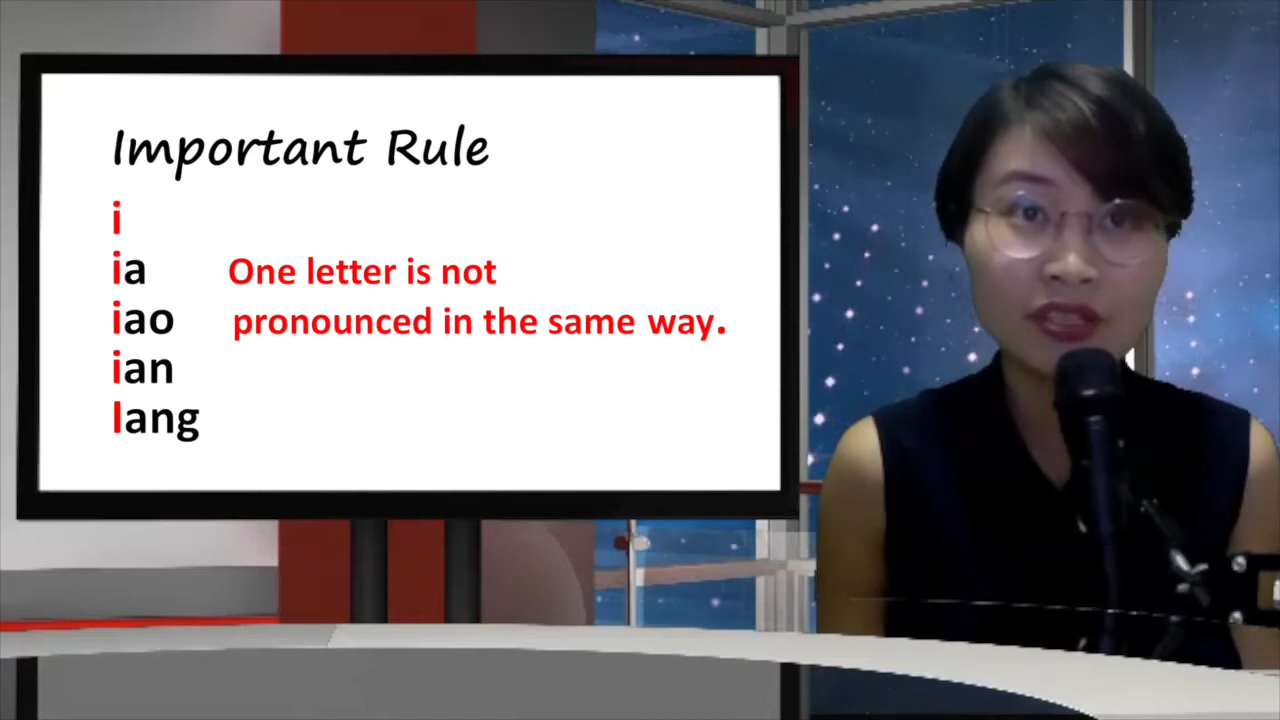 Important Rule
i
ia
One letter is not
iao
pronounced in the same way.
ian
lang